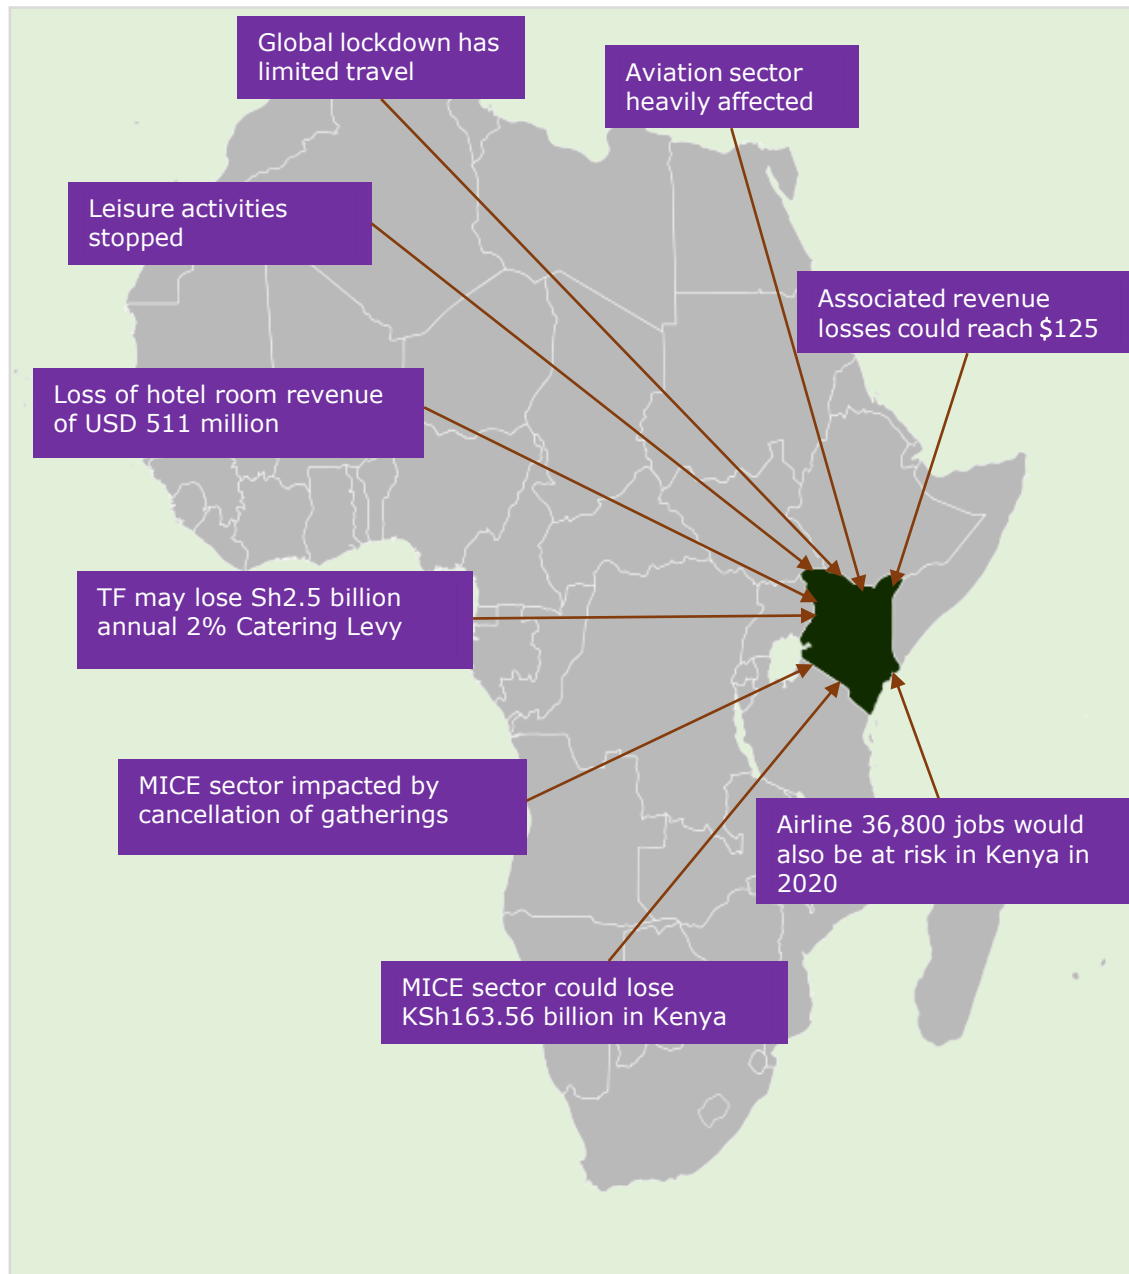 Global lockdown has
limited travel
Aviation sector
heavily affected
Leisure activities
stopped
Associated revenue
losses could reach $125
Loss of hotel room revenue
of USD 511 million
TF may lose Sh2.5 billion
annual 2% Catering Levy
MICE sector impacted by
cancellation of gatherings
Airline 36,800 jobs would
also be at risk in Kenya in
2020
MICE sector could lose
KSh163.56 billion in Kenya